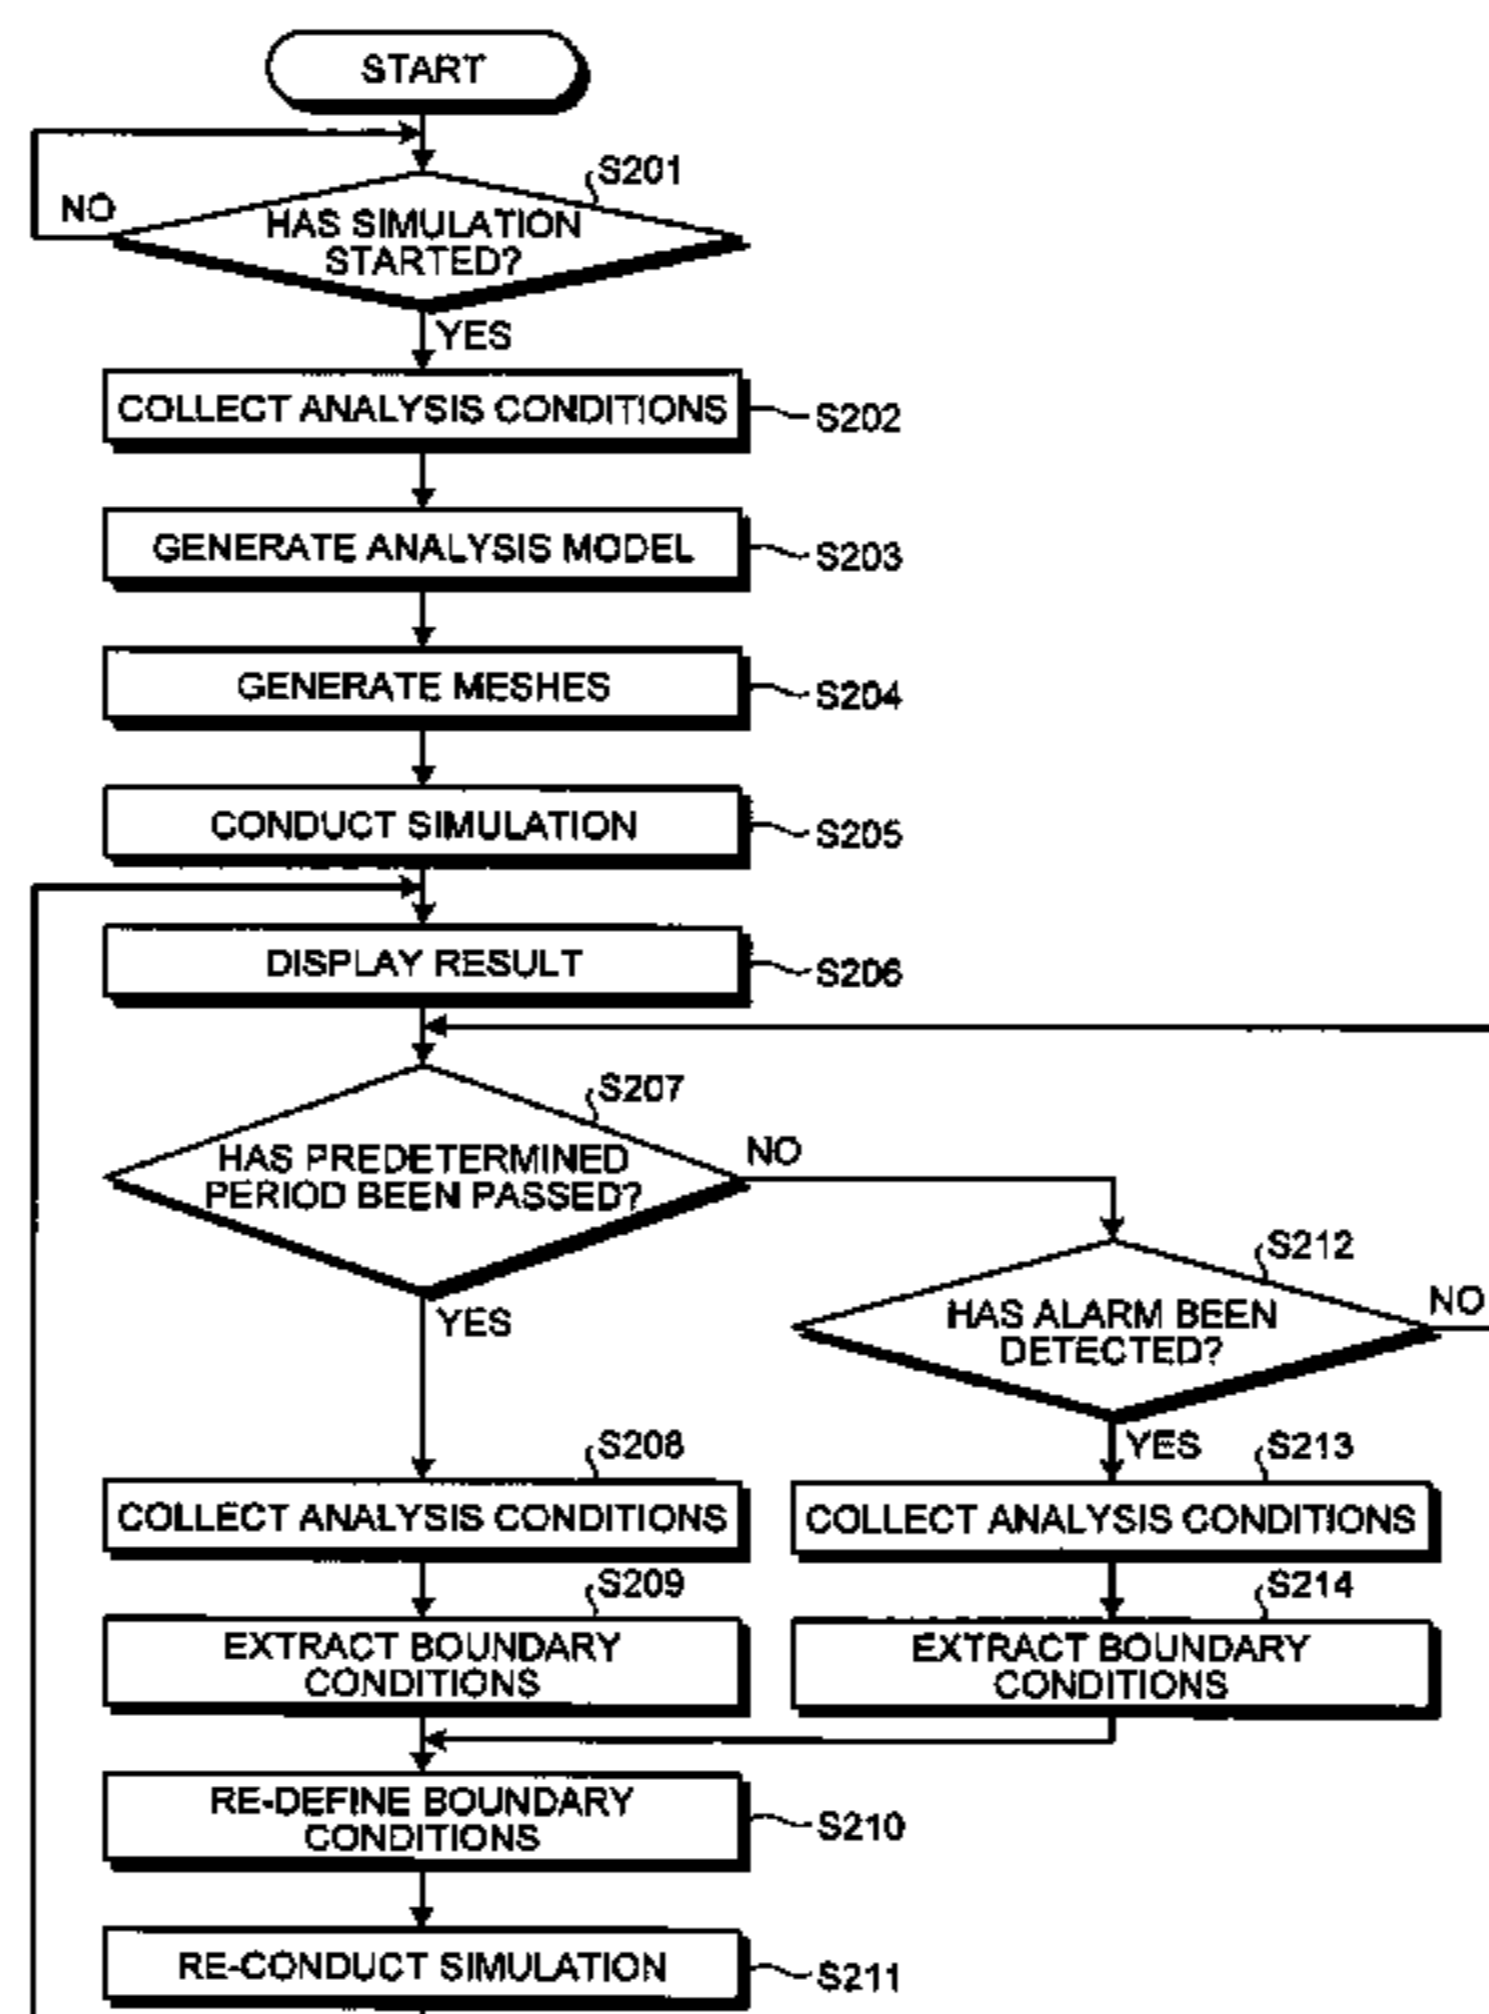 START
S201
NO
HAS SIMULATION
STARTED?
YES
COLLECT ANALYSIS CONDITIONS
S202
GENERATE ANALYSIS MODEL
S203
GENERATE MESHES
S204
CONDUCT SIMULATION
S205
DISPLAY RESULT
S206
S207
HAS PREDETERMINED
PERIOD BEEN PASSED?
NO
YES
S212
HAS ALARM BEEN
DETECTED?
NO
YES
S208
COLLECT ANALYSIS CONDITIONS
S213
COLLECT ANALYSIS CONDITIONS
S209
EXTRACT BOUNDARY
CONDITIONS
S214
EXTRACT BOUNDARY
CONDITIONS
RE-DEFINE BOUNDARY
CONDITIONS
S210
RE-CONDUCT SIMULATION
S211